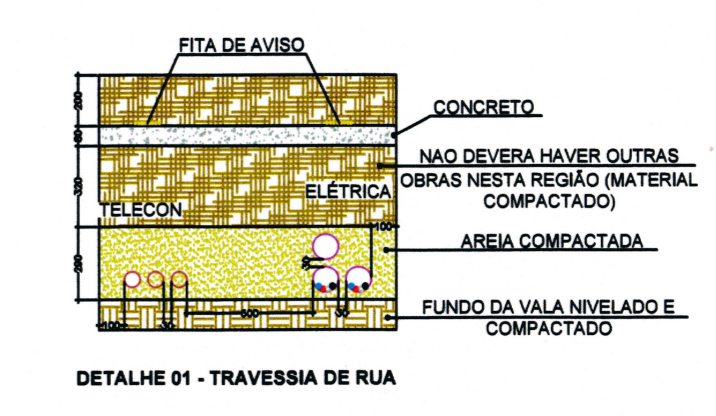 FITA DE AVISO
200
CONCRETO
80
NAO DEVERA HAVER OUTRAS
OBRAS NESTA REGIÃO (MATERIAL
COMPACTADO)
320
ELÉTRICA
TELECON
100
AREIA COMPACTADA
30
290
FUNDO DA VALA NIVELADO E
COMPACTADO
100 30 500 30
DETALHE 01 - TRAVESSIA DE RUA